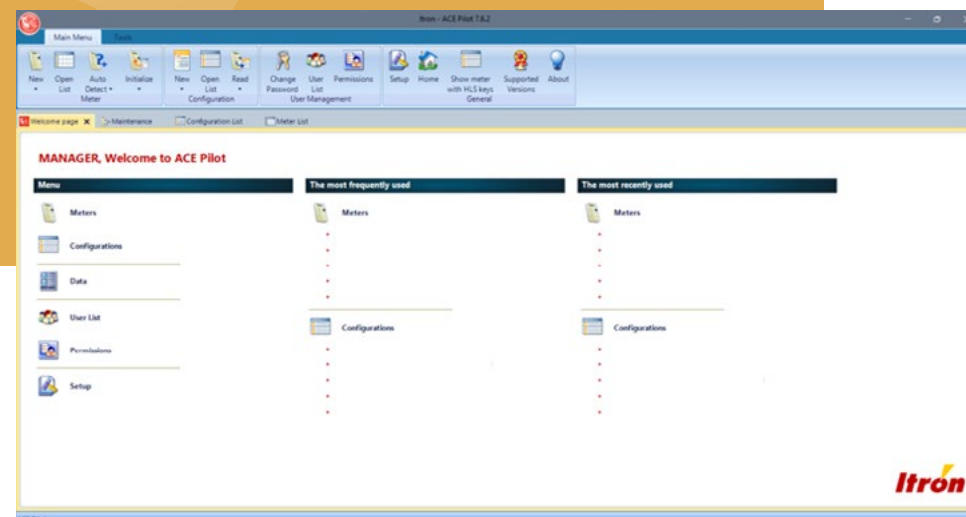 Itron - ACE Pilot 7.6.2
Main Menu Tools
New Open List Auto Detect Initialize New Open List Read Change Password User List Permissions Setup Home Show meter with HLS keys Supported Versions About
Meter Configuration User Management General
Welcome page Maintenance Configuration List Meter List
MANAGER, Welcome to ACE Pilot
Menu The most frequently used The most recently used
Meters Meters Meters
Configurations
Data
User List
Configurations Configurations
Permissions
Setup
Itron